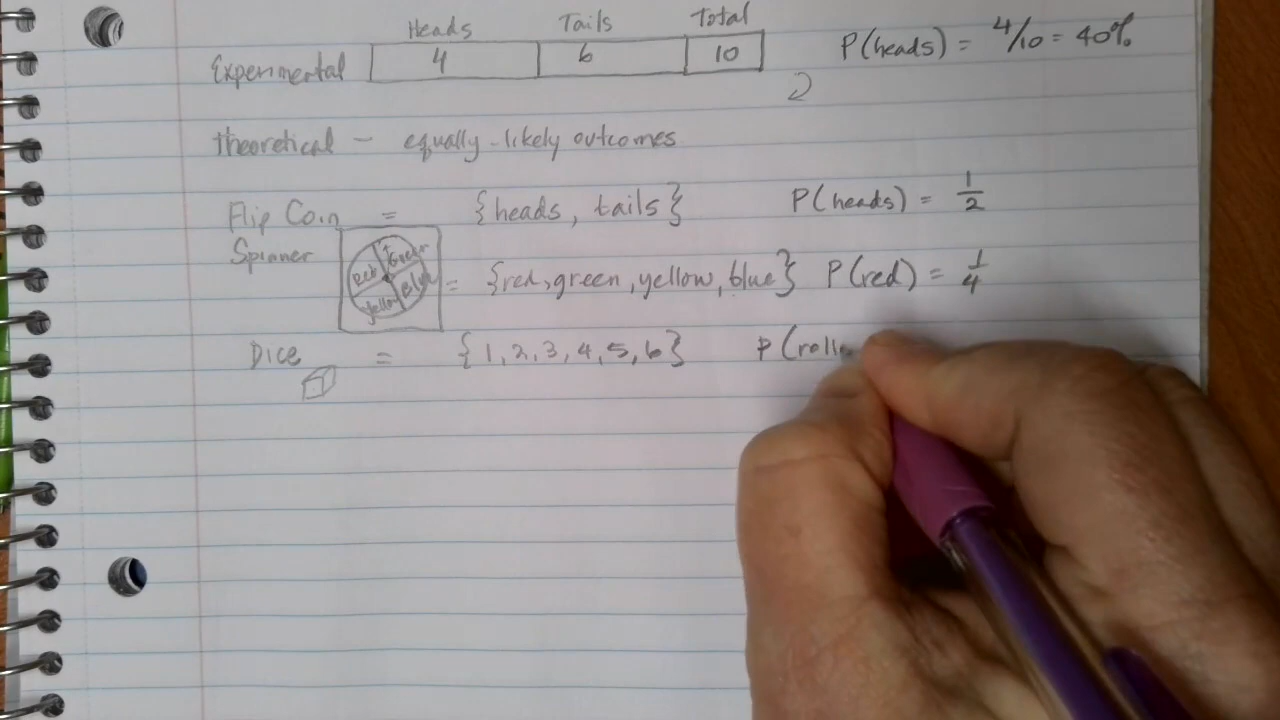 Heads Tails Total
Experimental 4 6 10 P(heads) = 4/10 = 40%
Theoretical - equally-likely outcomes
Flip Coin = {heads, tails} P(heads) = 1/2
Spinner Red Green Yellow Blue = {red, green, yellow, blue} P(red) = 1/4
Dice = {1, 2, 3, 4, 5, 6} P(roll